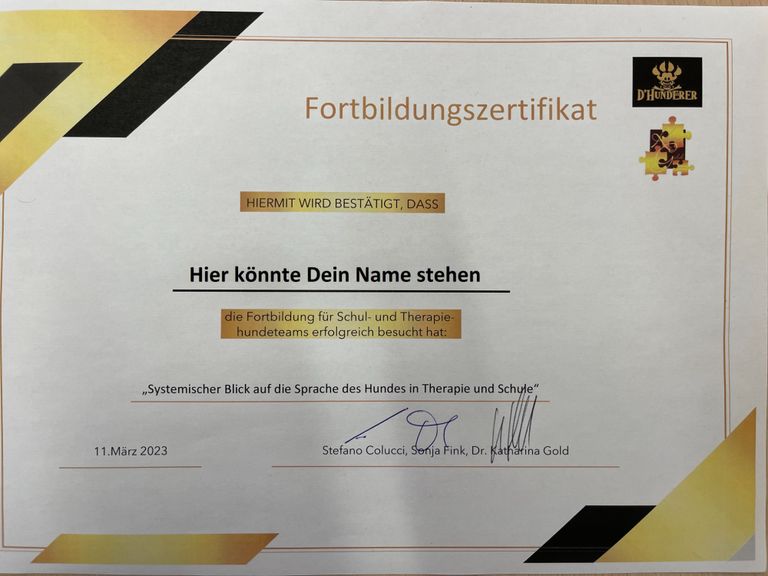 D'HUNDERER
Fortbildungszertifikat
HIERMIT WIRD BESTÄTIGT, DASS
Hier könnte Dein Name stehen
die Fortbildung für Schul- und Therapie-
hundeteams erfolgreich besucht hat:
„Systemischer Blick auf die Sprache des Hundes in Therapie und Schule“
11.März 2023
Stefano Colucci, Sonja Fink, Dr. Katharina Gold